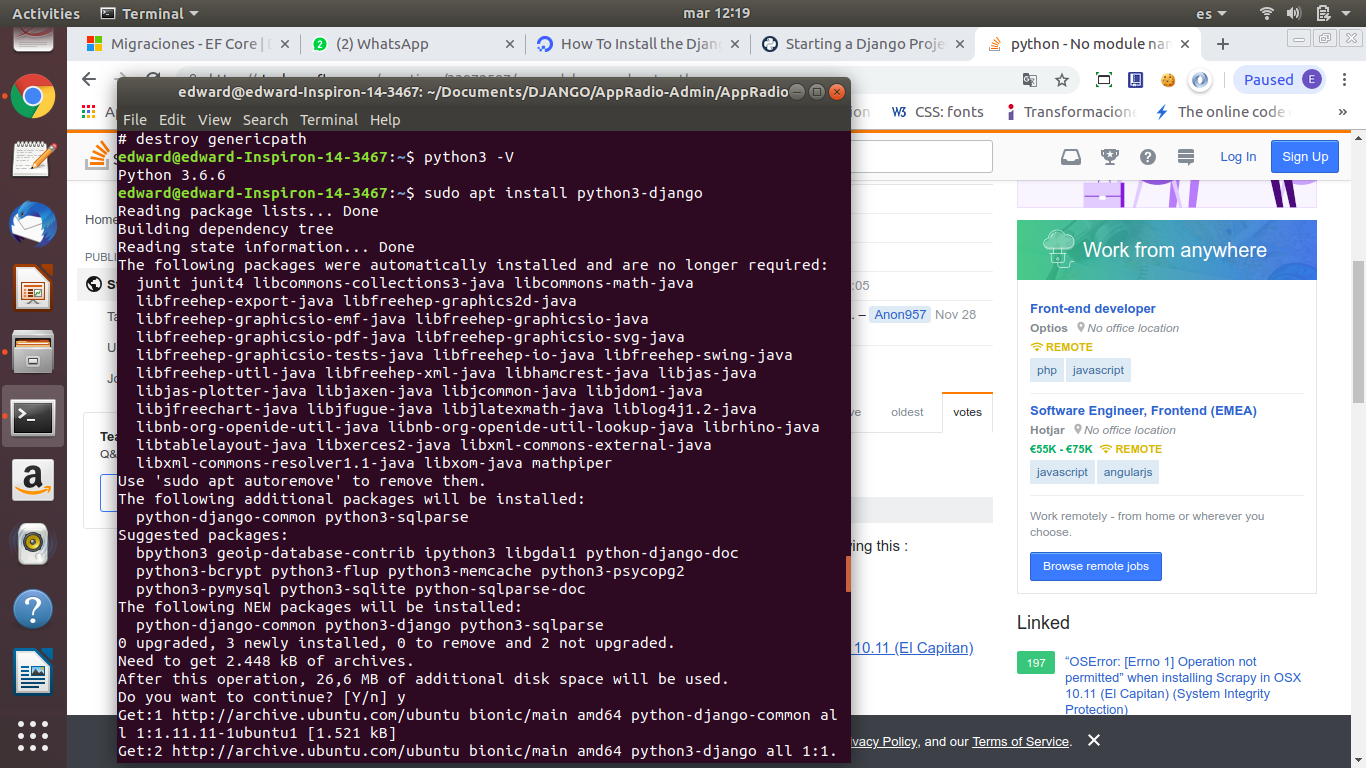 Activities
Terminal
mar 12:19
es
Migraciones - EF Core |
(2) WhatsApp
How To Install the Djan
Starting a Django Proje
python - No module nam
Paused E
edward@edward-Inspiron-14-3467: ~/Documents/DJANGO/AppRadio-Admin/AppRadio
CSS: fonts
Transformacione
The online code
»
File Edit View Search Terminal Help
# destroy genericpath
edward@edward-Inspiron-14-3467:~$ python3 -V
Python 3.6.6
edward@edward-Inspiron-14-3467:~$ sudo apt install python3-django
Reading package lists... Done
Building dependency tree
Reading state information... Done
The following packages were automatically installed and are no longer required:
junit junit4 libcommons-collections3-java libcommons-math-java
libfreehep-export-java libfreehep-graphics2d-java
libfreehep-graphicsio-emf-java libfreehep-graphicsio-java
libfreehep-graphicsio-pdf-java libfreehep-graphicsio-svg-java
libfreehep-graphicsio-tests-java libfreehep-io-java libfreehep-swing-java
libfreehep-util-java libfreehep-xml-java libhamcrest-java libjas-java
libjas-plotter-java libjaxen-java libjcommon-java libjdom1-java
libjfreechart-java libjfugue-java libjlatexmath-java liblog4j1.2-java
libnb-org-openide-util-java libnb-org-openide-util-lookup-java librhino-java
libtablelayout-java libxerces2-java libxml-commons-external-java
libxml-commons-resolver1.1-java libxom-java mathpiper
Use 'sudo apt autoremove' to remove them.
The following additional packages will be installed:
python-django-common python3-sqlparse
Suggested packages:
bpython3 geoip-database-contrib ipython3 libgdal1 python-django-doc
python3-bcrypt python3-flup python3-memcache python3-psycopg2
python3-pymysql python3-sqlite python-sqlparse-doc
The following NEW packages will be installed:
python-django-common python3-django python3-sqlparse
0 upgraded, 3 newly installed, 0 to remove and 2 not upgraded.
Need to get 2.448 kB of archives.
After this operation, 26,6 MB of additional disk space will be used.
Do you want to continue? [Y/n] y
Get:1 http://archive.ubuntu.com/ubuntu bionic/main amd64 python-django-common al
l 1:1.11.11-1ubuntu1 [1.521 kB]
Get:2 http://archive.ubuntu.com/ubuntu bionic/main amd64 python3-django all 1:1.
Home
PUBLI
Tea
Q&
:05
. – Anon957 Nov 28
oldest
votes
ving this :
10.11 (El Capitan)
ivacy Policy, and our Terms of Service.
Log In
Sign Up
Work from anywhere
Front-end developer
Optios No office location
REMOTE
php javascript
Software Engineer, Frontend (EMEA)
Hotjar No office location
€55K - €75K REMOTE
javascript angularjs
Work remotely - from home or wherever you
choose.
Browse remote jobs
Linked
197
“OSError: [Errno 1] Operation not
permitted” when installing Scrapy in OSX
10.11 (El Capitan) (System Integrity
Protection)